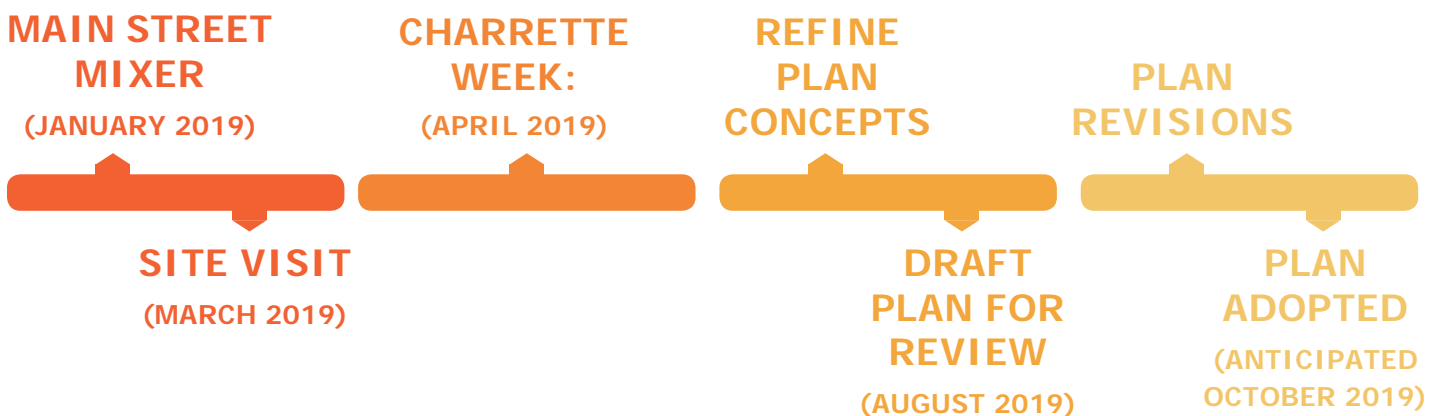 MAIN STREET
MIXER
(JANUARY 2019)
SITE VISIT
(MARCH 2019)
CHARRETTE
WEEK:
(APRIL 2019)
REFINE
PLAN
CONCEPTS
DRAFT
PLAN FOR
REVIEW
(AUGUST 2019)
PLAN
REVISIONS
PLAN
ADOPTED
(ANTICIPATED
OCTOBER 2019)